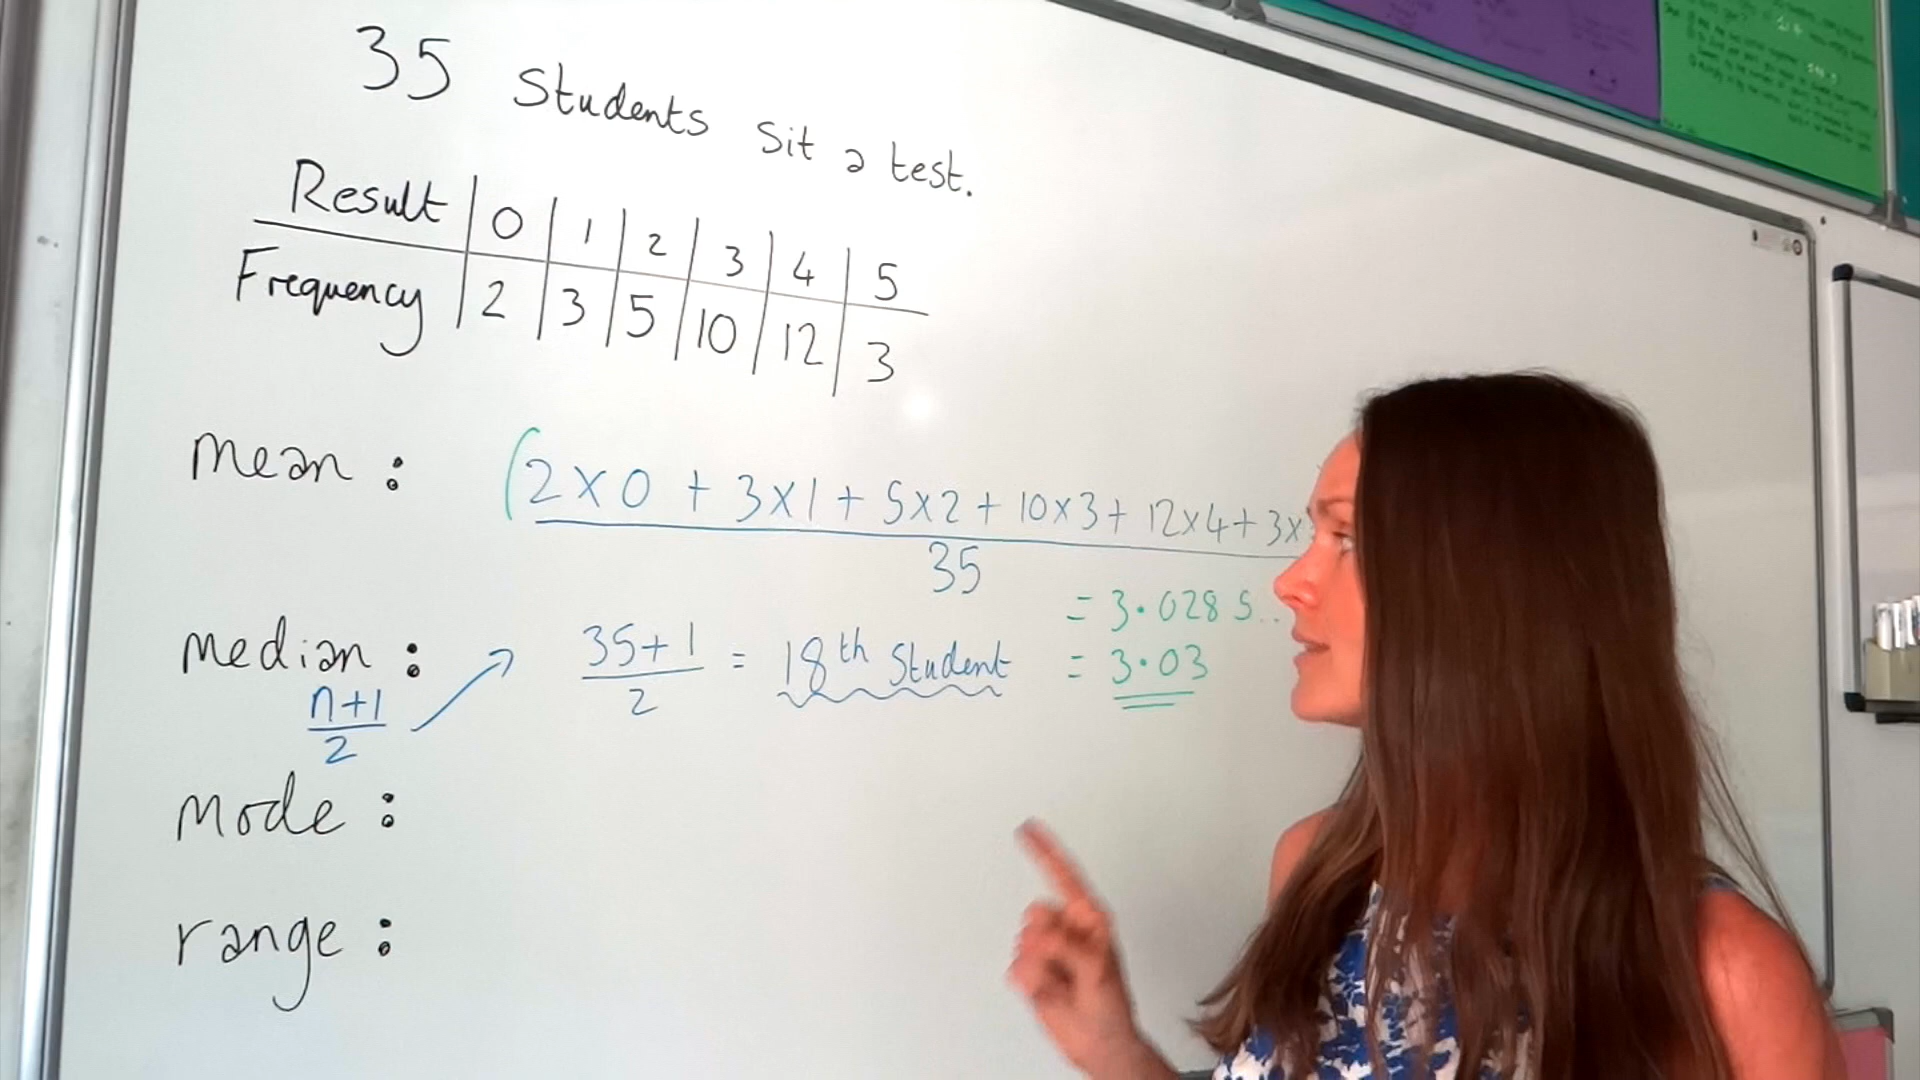 35 Students sit a test.
Result 0 1 2 3 4 5
Frequency 2 3 5 10 12 3
mean : (2×0 + 3×1 + 5×2 + 10×3 + 12×4 + 3×
35
= 3.028 5..
= 3.03
median : 35+1 = 18th Student
2
n+1
2
mode :
range :